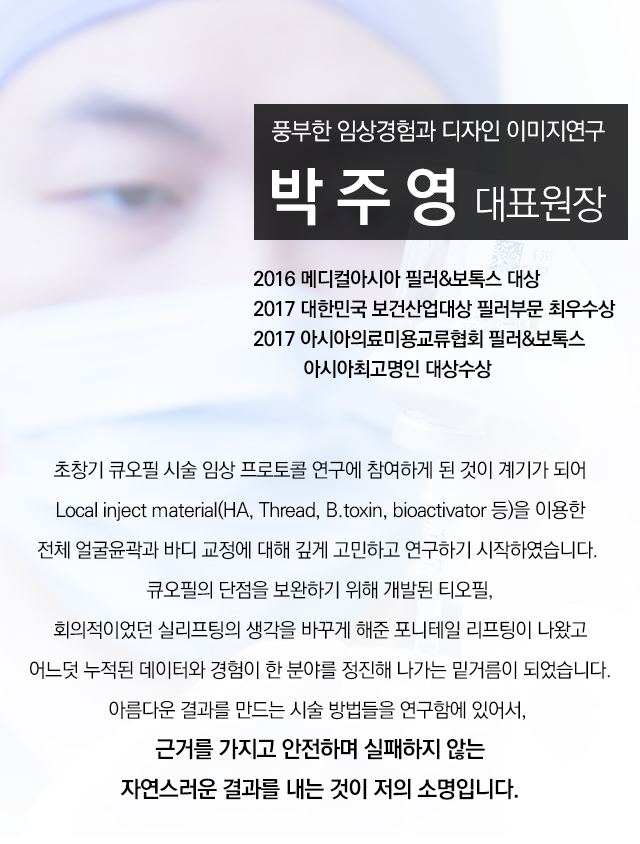 풍부한 임상경험과 디자인 이미지연구
박주영 대표원장
2016 메디컬아시아 필러&보톡스 대상
2017 대한민국 보건산업대상 필러부문 최우수상
2017 아시아의료미용교류협회 필러&보톡스
아시아최고명인 대상수상
초창기 큐오필 시술 임상 프로토콜 연구에 참여하게 된 것이 계기가 되어
Local inject material(HA, Thread, B.toxin, bioactivator 등)을 이용한
전체 얼굴윤곽과 바디 교정에 대해 깊게 고민하고 연구하기 시작하였습니다.
큐오필의 단점을 보완하기 위해 개발된 티오필,
회의적이었던 실리프팅의 생각을 바꾸게 해준 포니테일 리프팅이 나왔고
어느덧 누적된 데이터와 경험이 한 분야를 정진해 나가는 밑거름이 되었습니다.
아름다운 결과를 만드는 시술 방법들을 연구함에 있어서,
근거를 가지고 안전하며 실패하지 않는
자연스러운 결과를 내는 것이 저의 소명입니다.